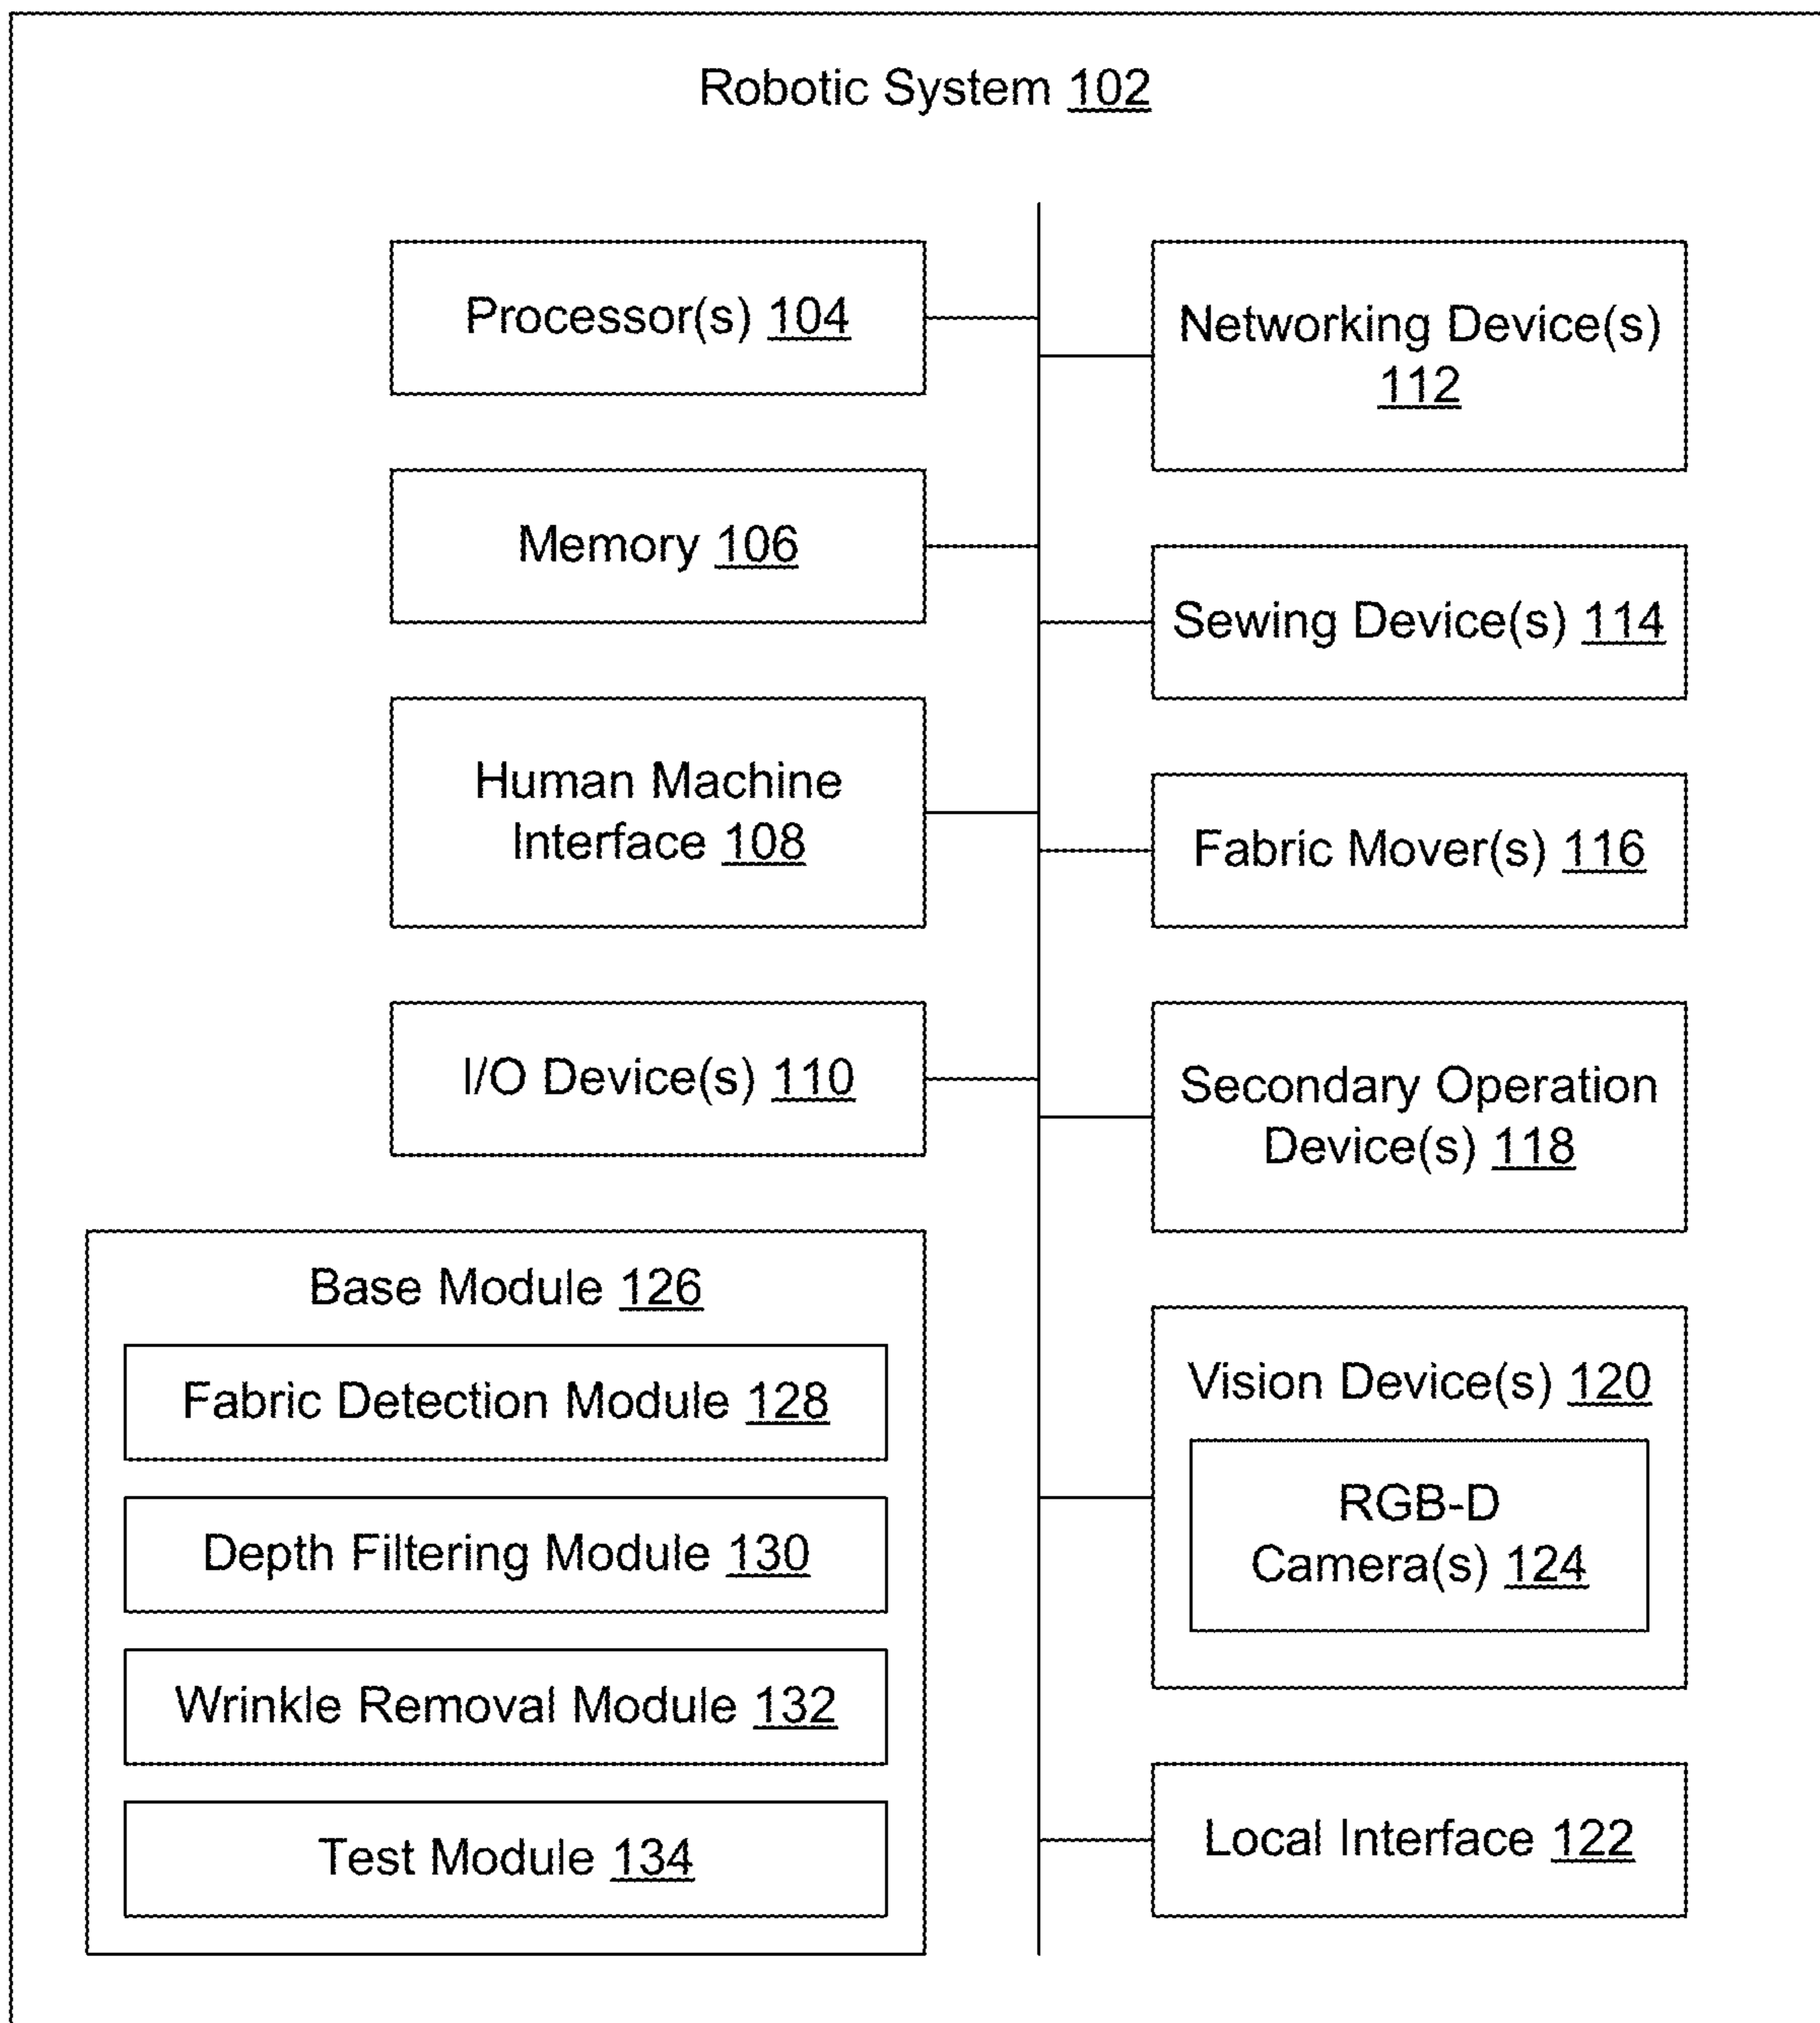 Robotic System 102
Processor(s) 104
Memory 106
Human Machine
Interface 108
I/O Device(s) 110
Base Module 126
Fabric Detection Module 128
Depth Filtering Module 130
Wrinkle Removal Module 132
Test Module 134
Networking Device(s)
112
Sewing Device(s) 114
Fabric Mover(s) 116
Secondary Operation
Device(s) 118
Vision Device(s) 120
RGB-D
Camera(s) 124
Local Interface 122